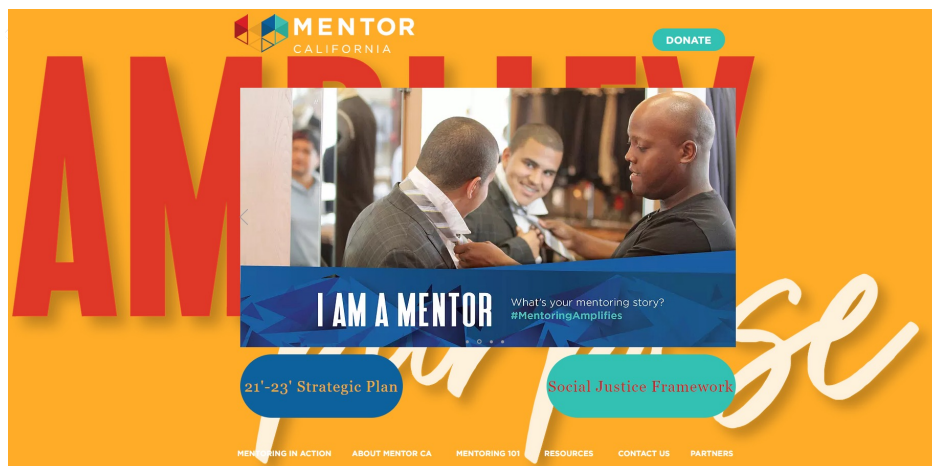 MENTOR
CALIFORNIA
DONATE
AMPLIFY
I AM A MENTOR
What's your mentoring story?
#MentoringAmplifies
purpose
21'-23' Strategic Plan
Social Justice Framework
MENTORING IN ACTION
ABOUT MENTOR CA
MENTORING 101
RESOURCES
CONTACT US
PARTNERS